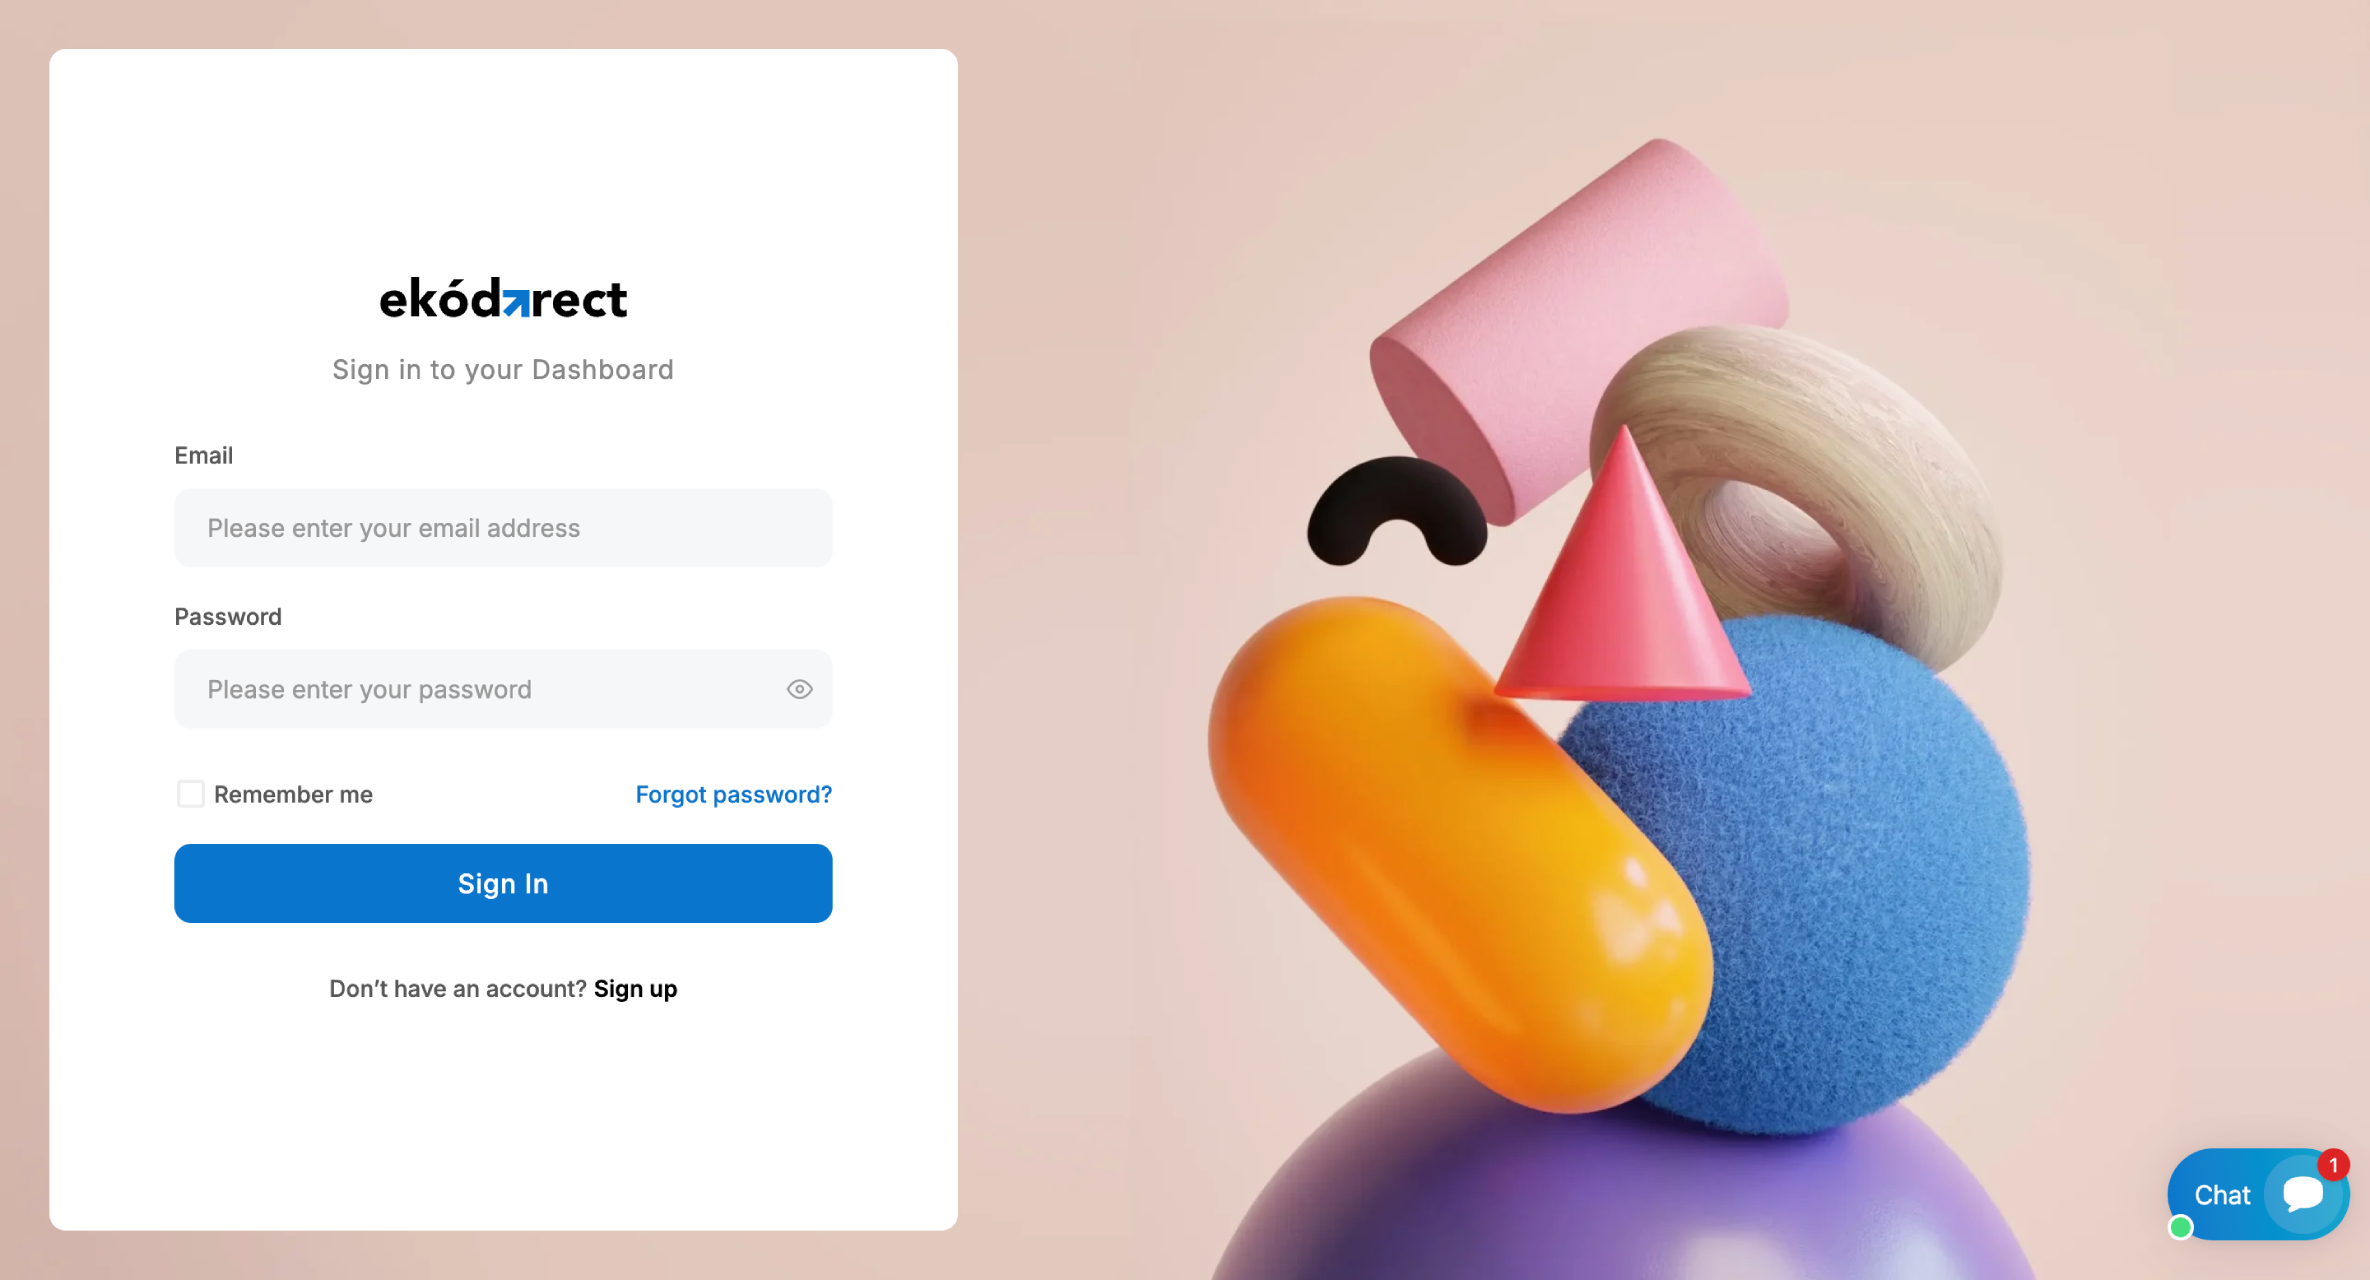 ekódrect
Sign in to your Dashboard
Email
Please enter your email address
Password
Please enter your password
Remember me
Forgot password?
Sign In
Don’t have an account? Sign up
Chat
1